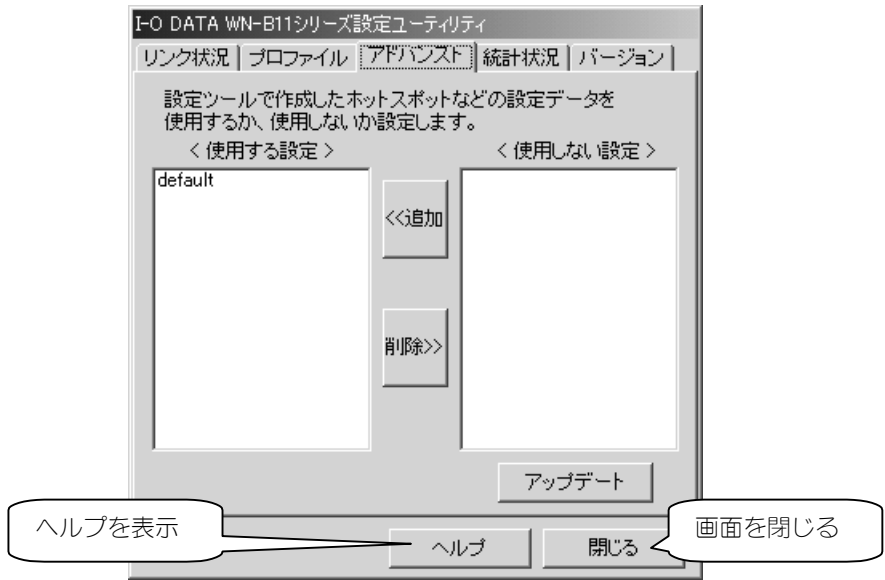 I-O DATA WN-B11シリーズ設定ユーティリティ
リンク状況 プロファイル アドバンスト 統計状況 バージョン
設定ツールで作成したホットスポットなどの設定データを
使用するか、使用しないか設定します。
<使用する設定> <使用しない設定>
default
<<追加
削除>>
アップデート
ヘルプを表示
画面を閉じる
ヘルプ 閉じる